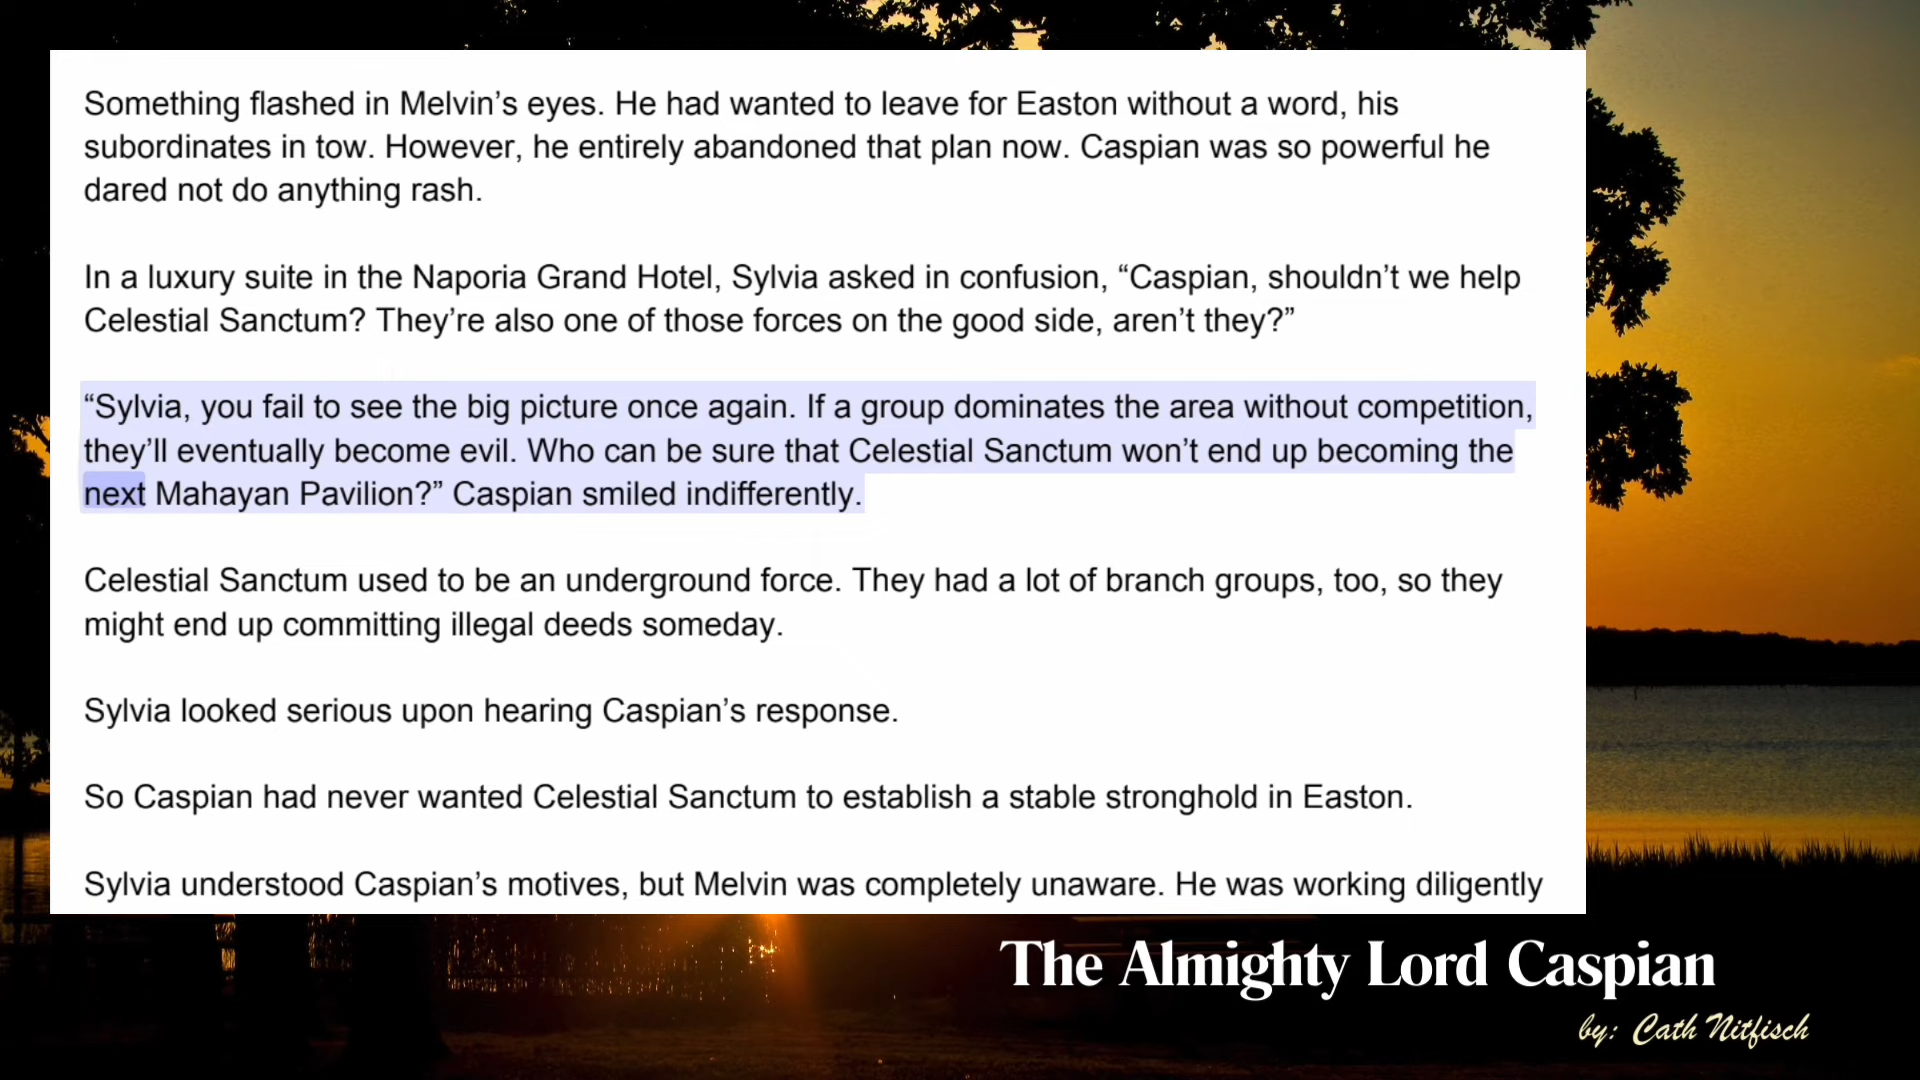 Something flashed in Melvin’s eyes. He had wanted to leave for Easton without a word, his
subordinates in tow. However, he entirely abandoned that plan now. Caspian was so powerful he
dared not do anything rash.
In a luxury suite in the Naporia Grand Hotel, Sylvia asked in confusion, “Caspian, shouldn’t we help
Celestial Sanctum? They’re also one of those forces on the good side, aren’t they?”
“Sylvia, you fail to see the big picture once again. If a group dominates the area without competition,
they’ll eventually become evil. Who can be sure that Celestial Sanctum won’t end up becoming the
next Mahayan Pavilion?” Caspian smiled indifferently.
Celestial Sanctum used to be an underground force. They had a lot of branch groups, too, so they
might end up committing illegal deeds someday.
Sylvia looked serious upon hearing Caspian’s response.
So Caspian had never wanted Celestial Sanctum to establish a stable stronghold in Easton.
Sylvia understood Caspian’s motives, but Melvin was completely unaware. He was working diligently
The Almighty Lord Caspian
by: Cath Nitfisch